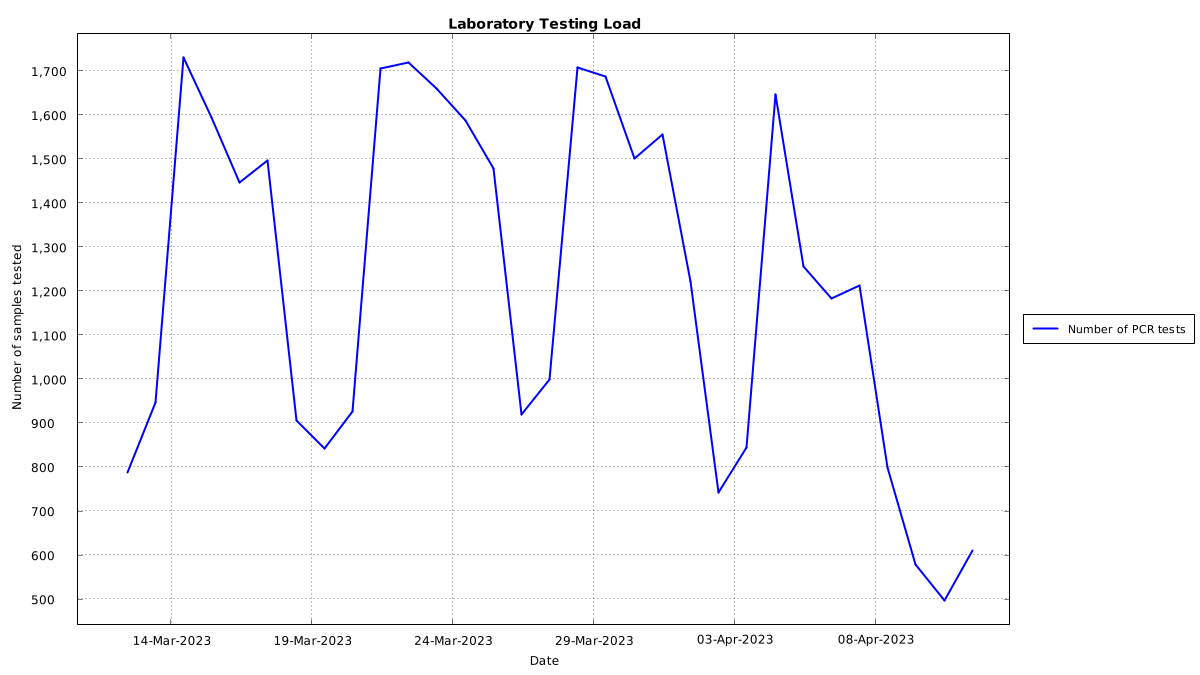 Laboratory Testing Load
Number of samples tested
1,700
1,600
1,500
1,400
1,300
1,200
1,100
1,000
900
800
700
600
500
14-Mar-2023
19-Mar-2023
24-Mar-2023
29-Mar-2023
03-Apr-2023
08-Apr-2023
Date
Number of PCR tests